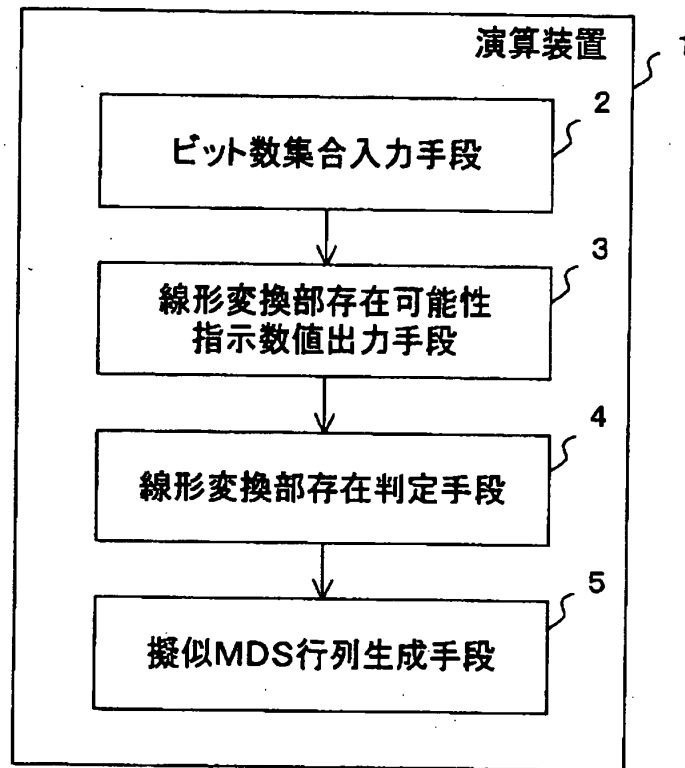 演算装置
1
2
ビット数集合入力手段
3
線形変換部存在可能性
指示数値出力手段
4
線形変換部存在判定手段
5
擬似MDS行列生成手段